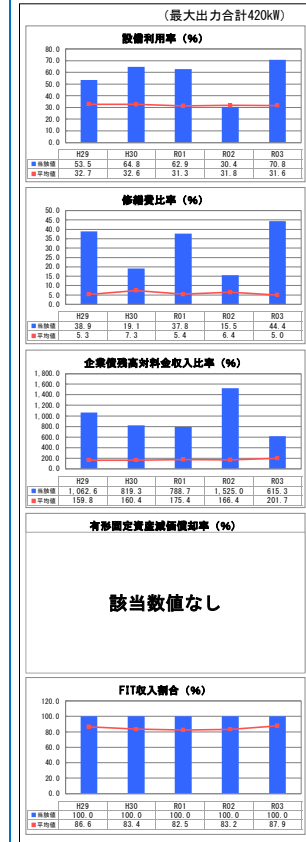 (最大出力合計420kW)
設備利用率（%）
80.0
70.0
60.0
50.0
40.0
30.0
20.0
10.0
0.0
H29 H30 R01 R02 R03
当該値 53.5 64.8 62.9 30.4 70.8
平均値 32.7 32.6 31.3 31.8 31.6
修繕費比率（%）
50.0
45.0
40.0
35.0
30.0
25.0
20.0
15.0
10.0
5.0
0.0
H29 H30 R01 R02 R03
当該値 38.9 19.1 37.8 15.5 44.4
平均値 5.3 7.3 5.4 6.4 5.0
企業債残高対料金収入比率（%）
1,800.0
1,600.0
1,400.0
1,200.0
1,000.0
800.0
600.0
400.0
200.0
0.0
H29 H30 R01 R02 R03
当該値 1,062.6 819.3 788.7 1,525.0 615.3
平均値 159.8 160.4 175.4 166.4 201.7
有形固定資産減価償却率（%）
該当数値なし
FIT収入割合（%）
120.0
100.0
80.0
60.0
40.0
20.0
0.0
H29 H30 R01 R02 R03
当該値 100.0 100.0 100.0 100.0 100.0
平均値 86.6 83.4 82.5 83.2 87.9